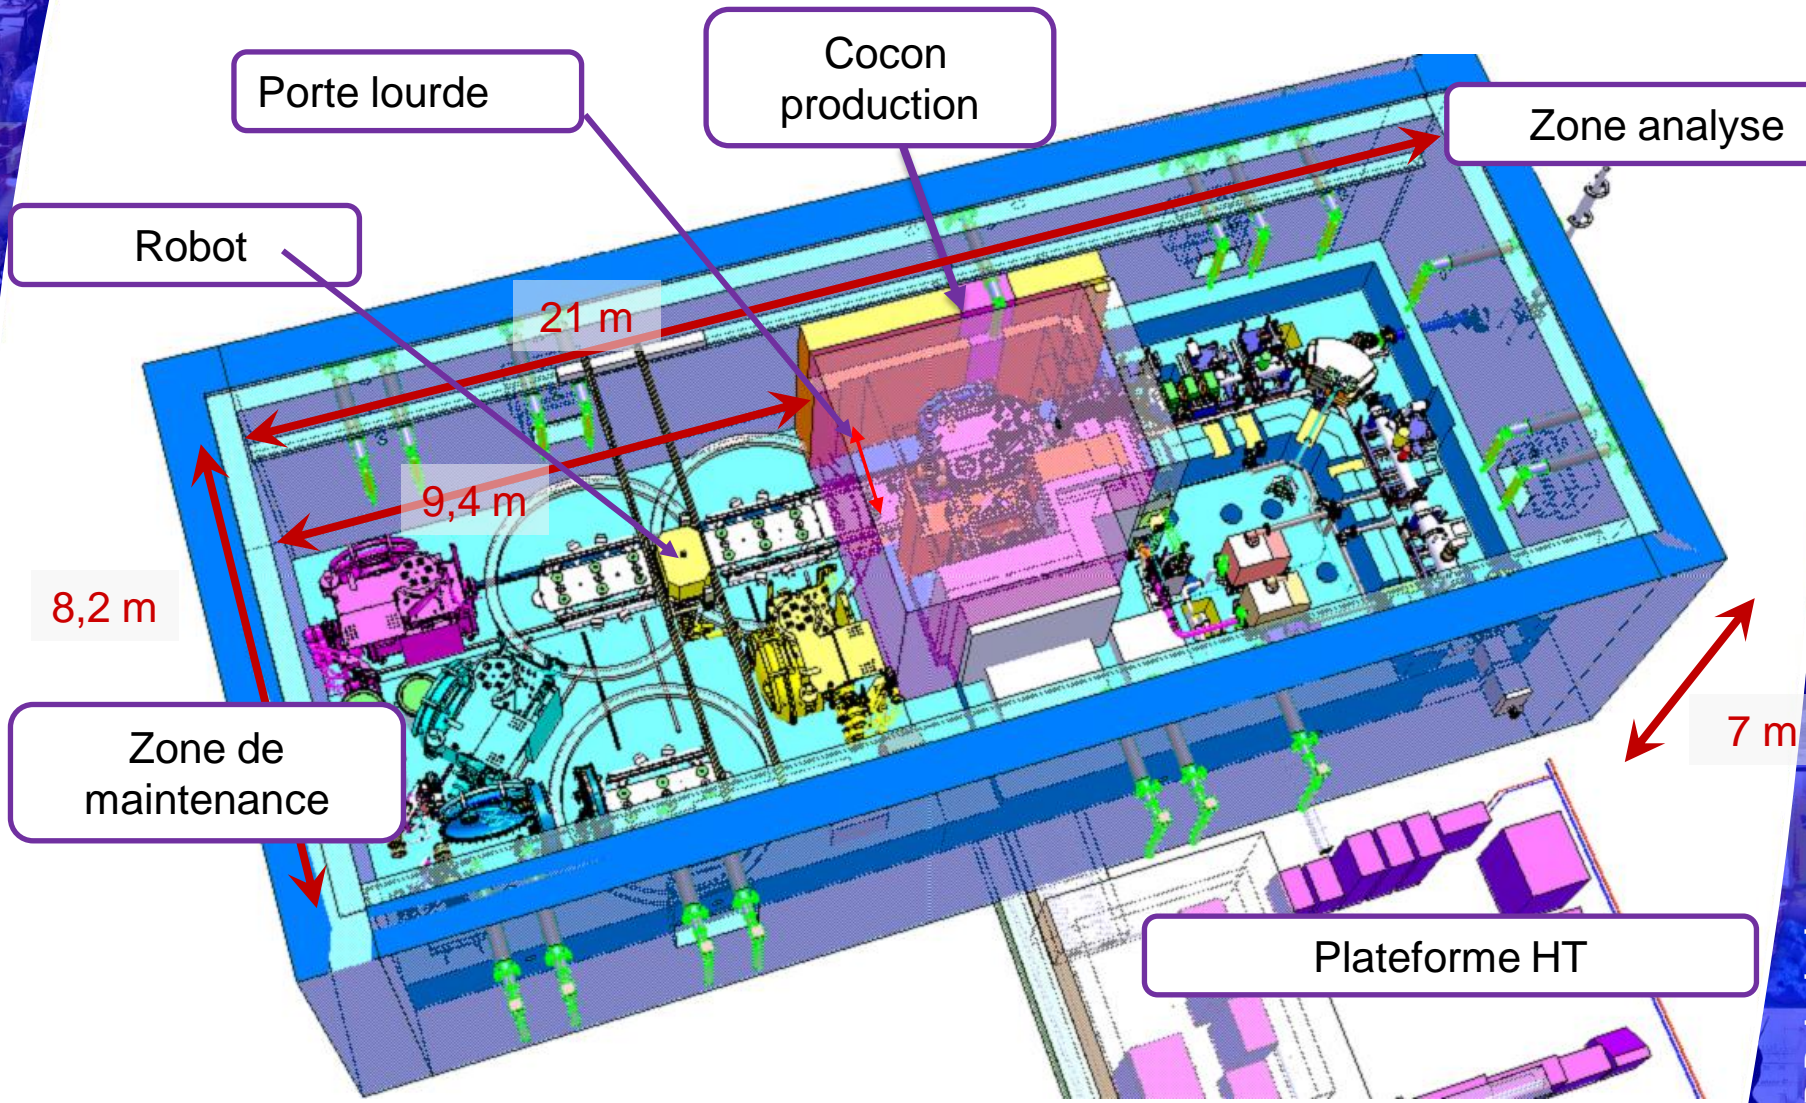 Cocon
production
Porte lourde
Zone analyse
Robot
21 m
9,4 m
8,2 m
7 m
Zone de
maintenance
Plateforme HT